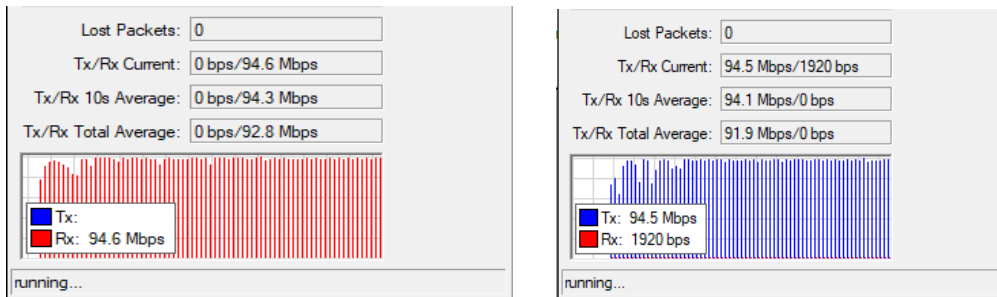 Lost Packets: 0
Tx/Rx Current: 0 bps/94.6 Mbps
Tx/Rx 10s Average: 0 bps/94.3 Mbps
Tx/Rx Total Average: 0 bps/92.8 Mbps
Tx:
Rx: 94.6 Mbps
running...
Lost Packets: 0
Tx/Rx Current: 94.5 Mbps/1920 bps
Tx/Rx 10s Average: 94.1 Mbps/0 bps
Tx/Rx Total Average: 91.9 Mbps/0 bps
Tx: 94.5 Mbps
Rx: 1920 bps
running...